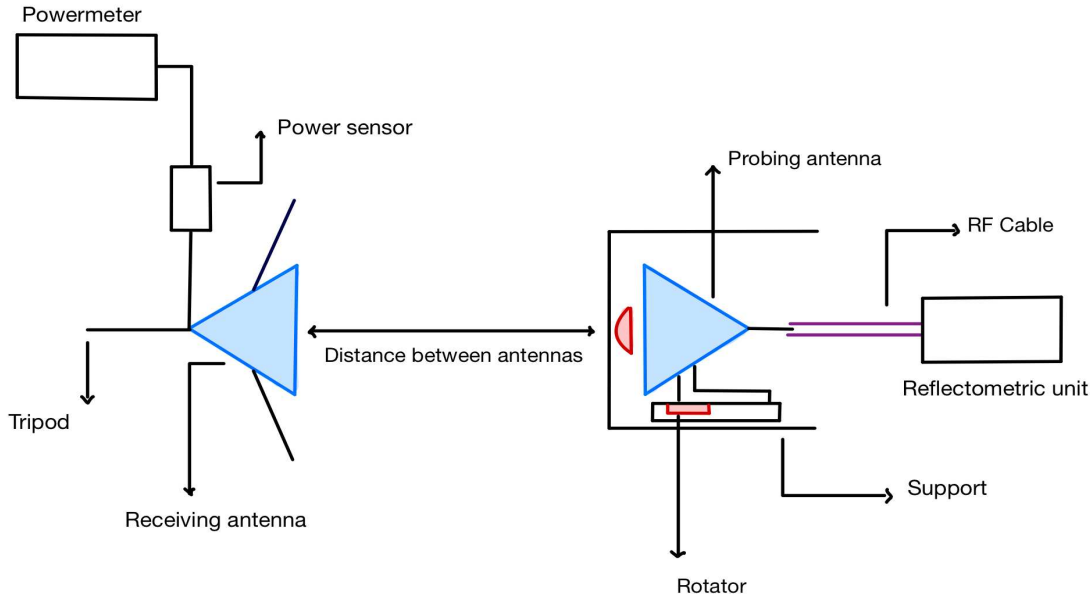 Powermeter
Power sensor
Probing antenna
RF Cable
Distance between antennas
Reflectometric unit
Tripod
Support
Receiving antenna
Rotator